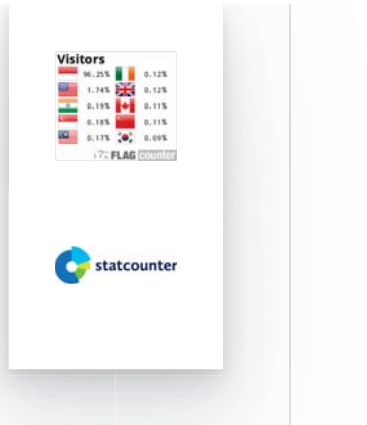 Visitors
96.25% 0.12%
1.74% 0.12%
0.19% 0.11%
0.18% 0.11%
0.17% 0.09%
FLAG counter
statcounter